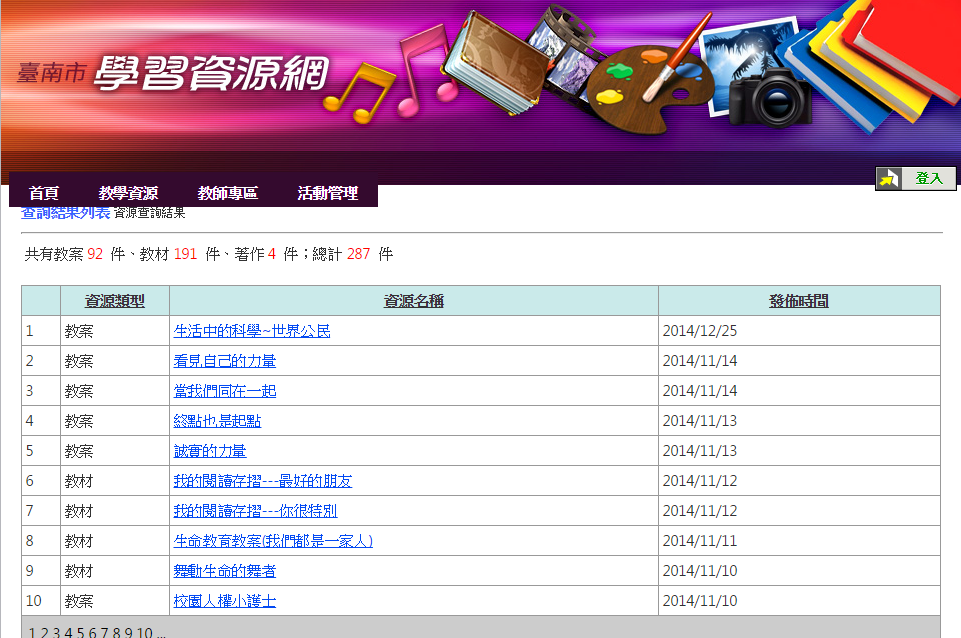 臺南市 學習資源網
首頁 教學資源 教師專區 活動管理 登入
查詢結果列表 資源查詢結果
共有教案 92 件、教材 191 件、著作 4 件；總計 287 件
資源類型 資源名稱 發佈時間
1 教案 生活中的科學~世界公民 2014/12/25
2 教案 看見自己的力量 2014/11/14
3 教案 當我們同在一起 2014/11/14
4 教案 終點也是起點 2014/11/13
5 教案 誠實的力量 2014/11/13
6 教材 我的閱讀存摺---最好的朋友 2014/11/12
7 教材 我的閱讀存摺---你很特別 2014/11/12
8 教材 生命教育教案(我們都是一家人) 2014/11/11
9 教材 舞動生命的舞者 2014/11/10
10 教案 校園人權小護士 2014/11/10
1 2 3 4 5 6 7 8 9 10 ...